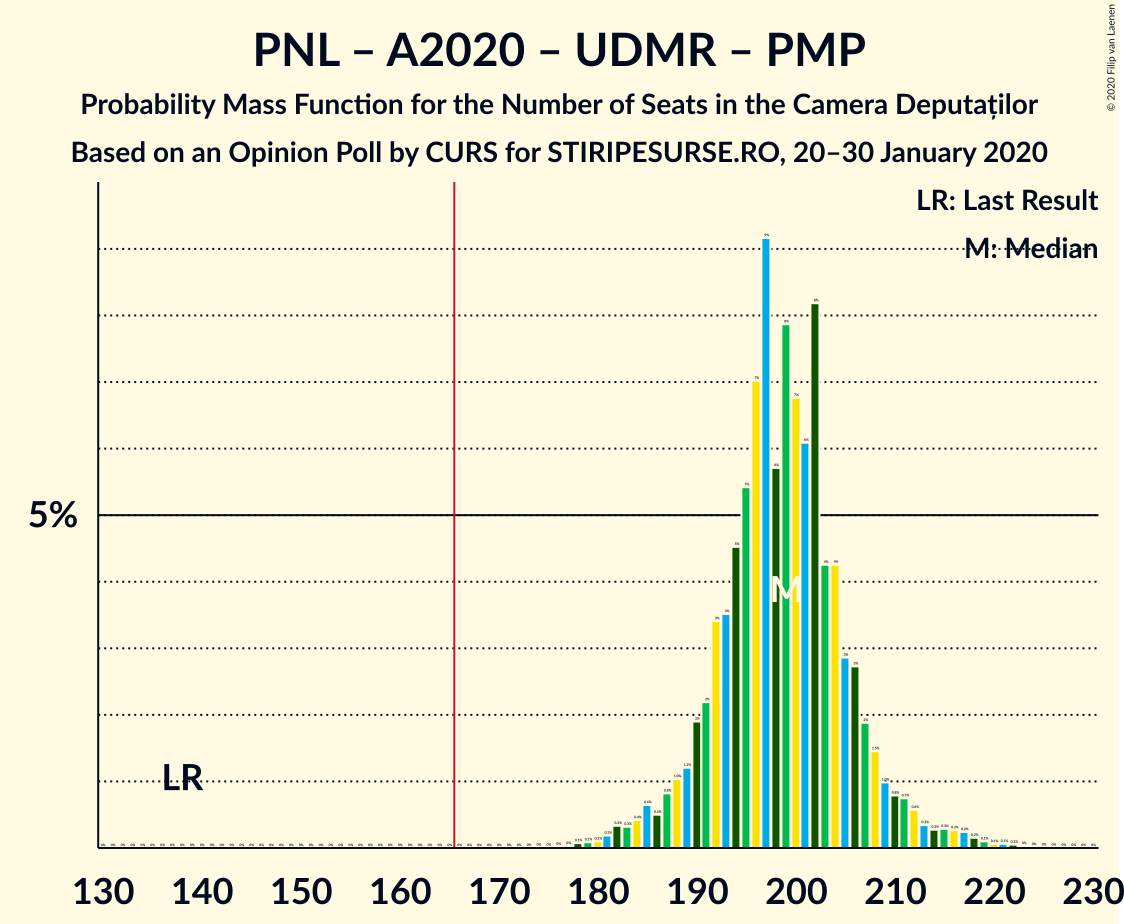 PNL – A2020 – UDMR – PMP
Probability Mass Function for the Number of Seats in the Camera Deputaților
Based on an Opinion Poll by CURS for STIRIPESURSE.RO, 20–30 January 2020
© 2020 Filip van Laenen
LR: Last Result
M: Median
5%
M
LR
130 140 150 160 170 180 190 200 210 220 230